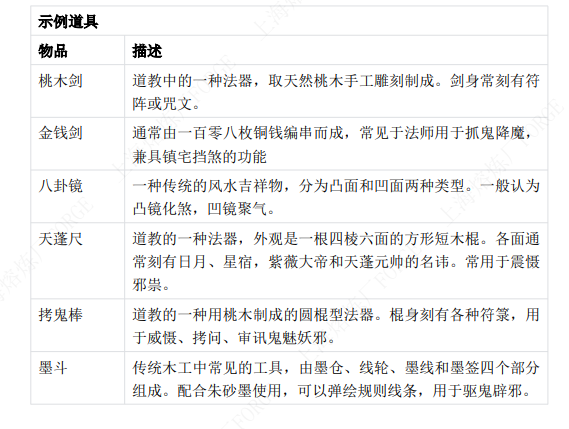 示例道具
物品 描述
桃木剑 道教中的一种法器，取天然桃木手工雕刻制成。剑身常刻有符
阵或咒文。
金钱剑 通常由一百零八枚铜钱编串而成，常见于法师用于抓鬼降魔，
兼具镇宅挡煞的功能
八卦镜 一种传统的风水吉祥物，分为凸面和凹面两种类型。一般认为
凸镜化煞，凹镜聚气。
天蓬尺 道教的一种法器，外观是一根四棱六面的方形短木棍。各面通
常刻有日月、星宿，紫薇大帝和天蓬元帅的名讳。常用于震慑
邪祟。
拷鬼棒 道教的一种用桃木制成的圆棍型法器。棍身刻有各种符箓，用
于威慑、拷问、审讯鬼魅妖邪。
墨斗 传统木工中常见的工具，由墨仓、线轮、墨线和墨签四个部分
组成。配合朱砂墨使用，可以弹绘规则线条，用于驱鬼辟邪。